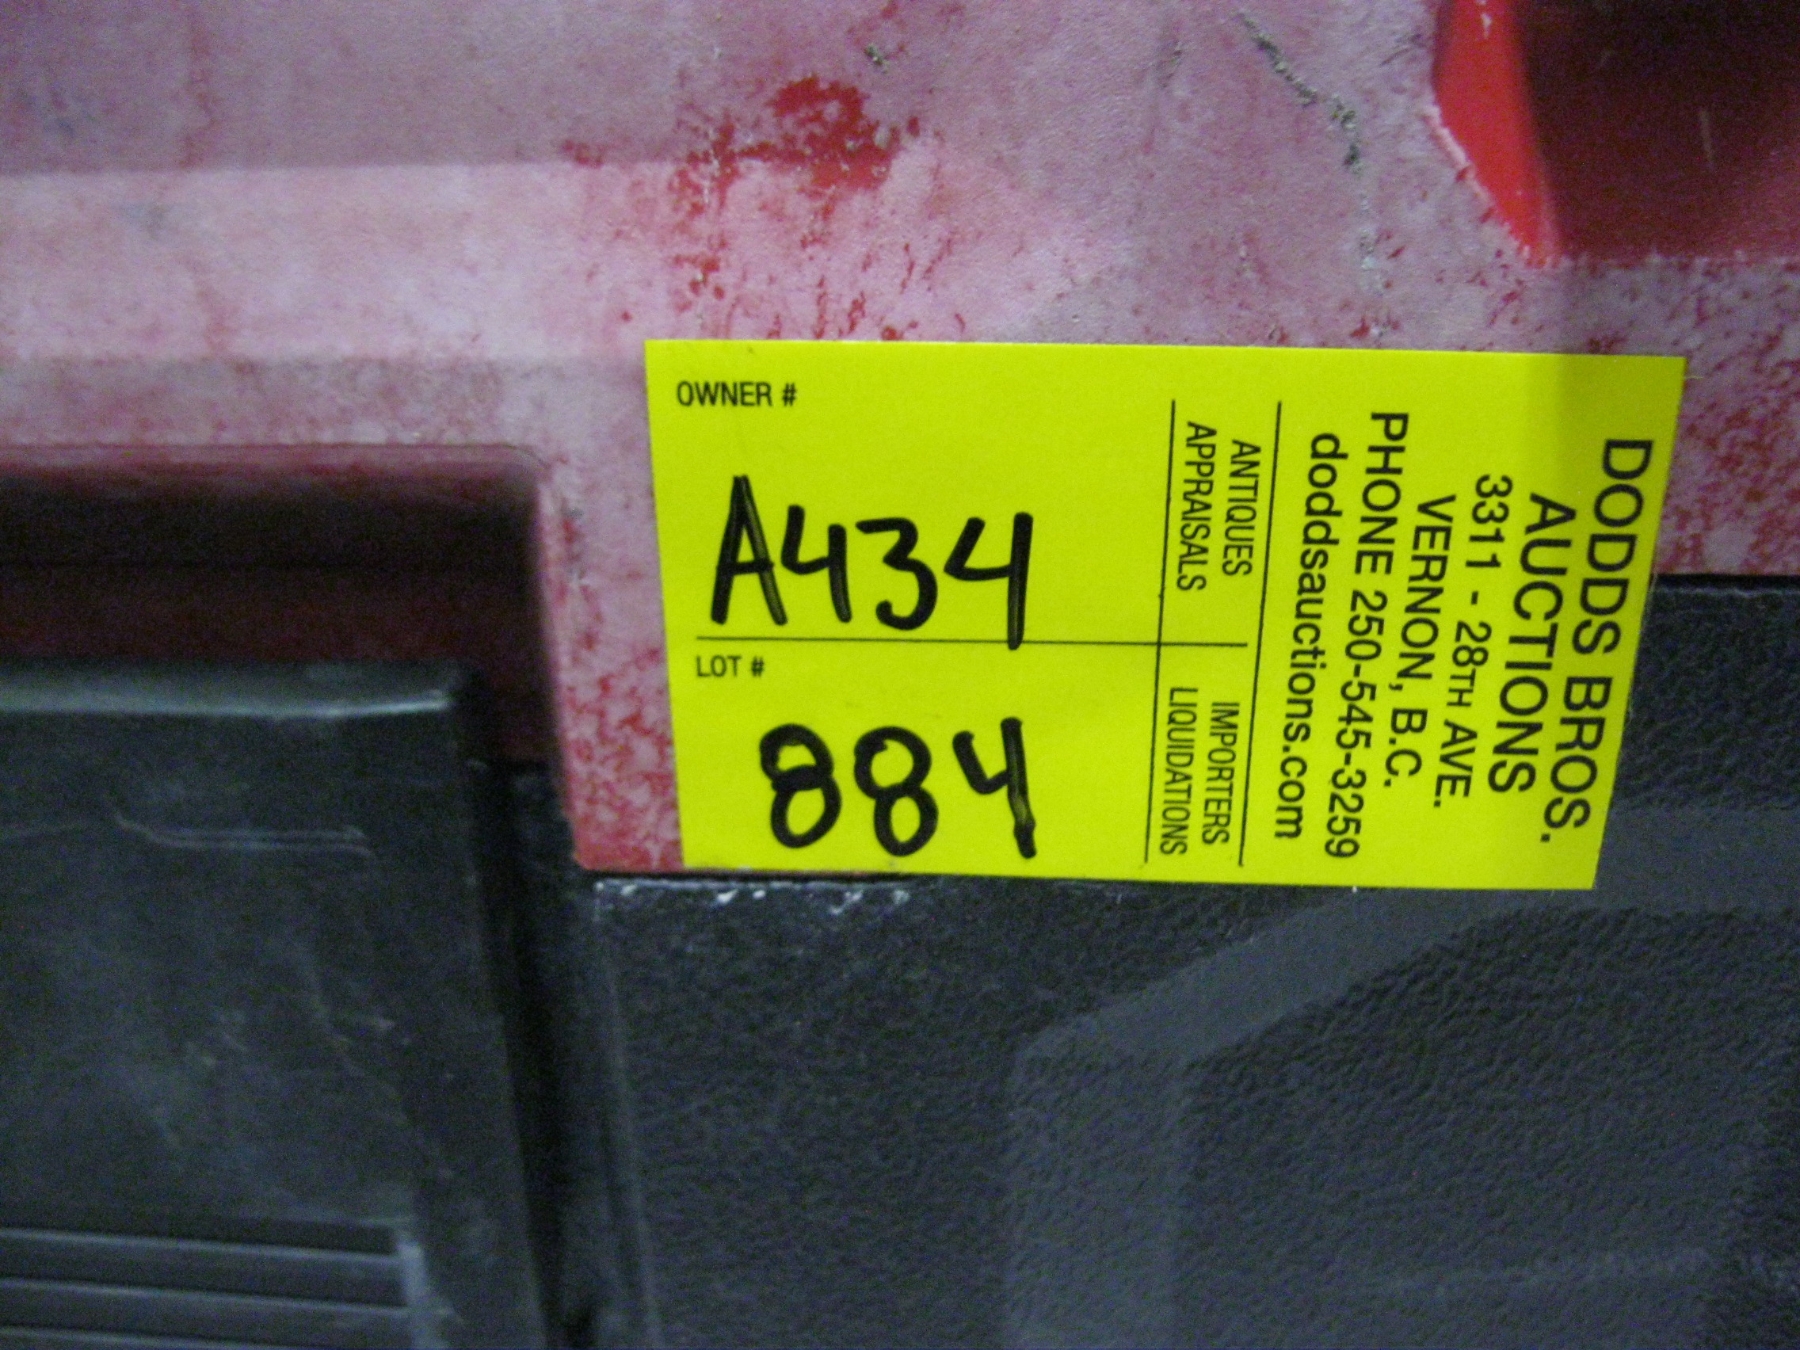 OWNER #
A434
LOT #
884
DODDS BROS.
AUCTIONS
3311 - 28TH AVE.
VERNON, B.C.
PHONE 250-545-3259
doddsauctions.com
ANTIQUES IMPORTERS
APPRAISALS LIQUIDATIONS